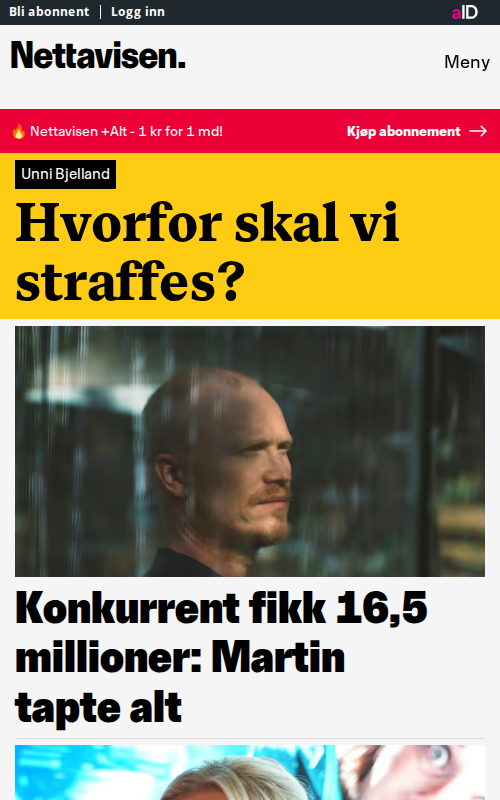 Bli abonnent | Logg inn
aID
Nettavisen.
Meny
🔥 Nettavisen +Alt - 1 kr for 1 md!
Kjøp abonnement →
Unni Bjelland
Hvorfor skal vi
straffes?
Konkurrent fikk 16,5
millioner: Martin
tapte alt